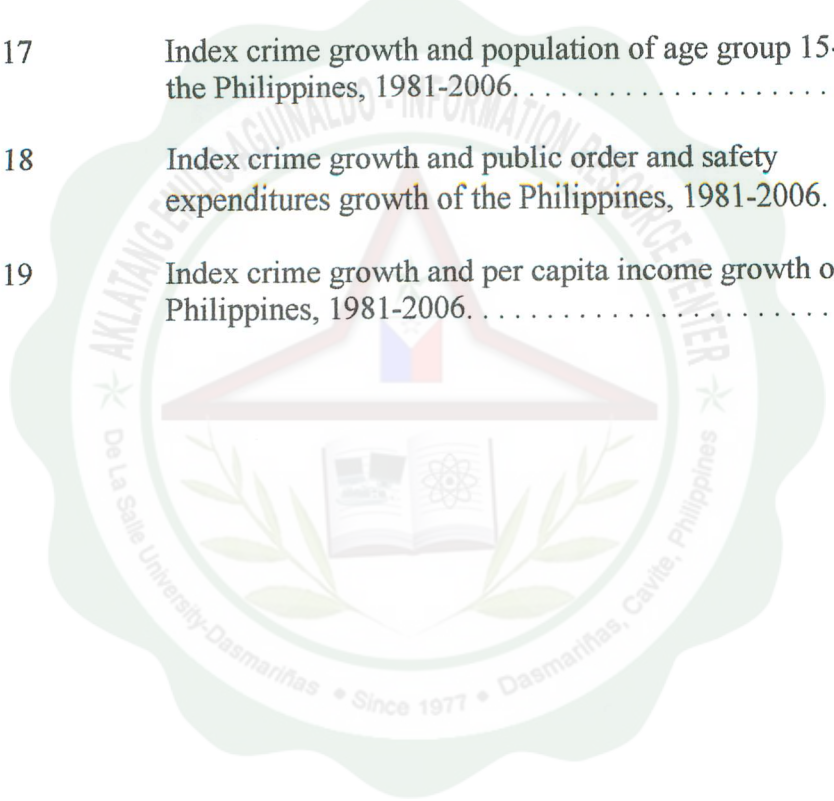 17 Index crime growth and population of age group 15-
the Philippines, 1981-2006. . . . . . . . . . . . . . . . . . . . .
18 Index crime growth and public order and safety
expenditures growth of the Philippines, 1981-2006.
19 Index crime growth and per capita income growth o
Philippines, 1981-2006. . . . . . . . . . . . . . . . . . . . . . . .
AKLATANG EMILIO AGUINALDO - INFORMATION RESOURCE CENTER
De La Salle University-Dasmariñas • Since 1977 • Dasmariñas, Cavite, Philippines